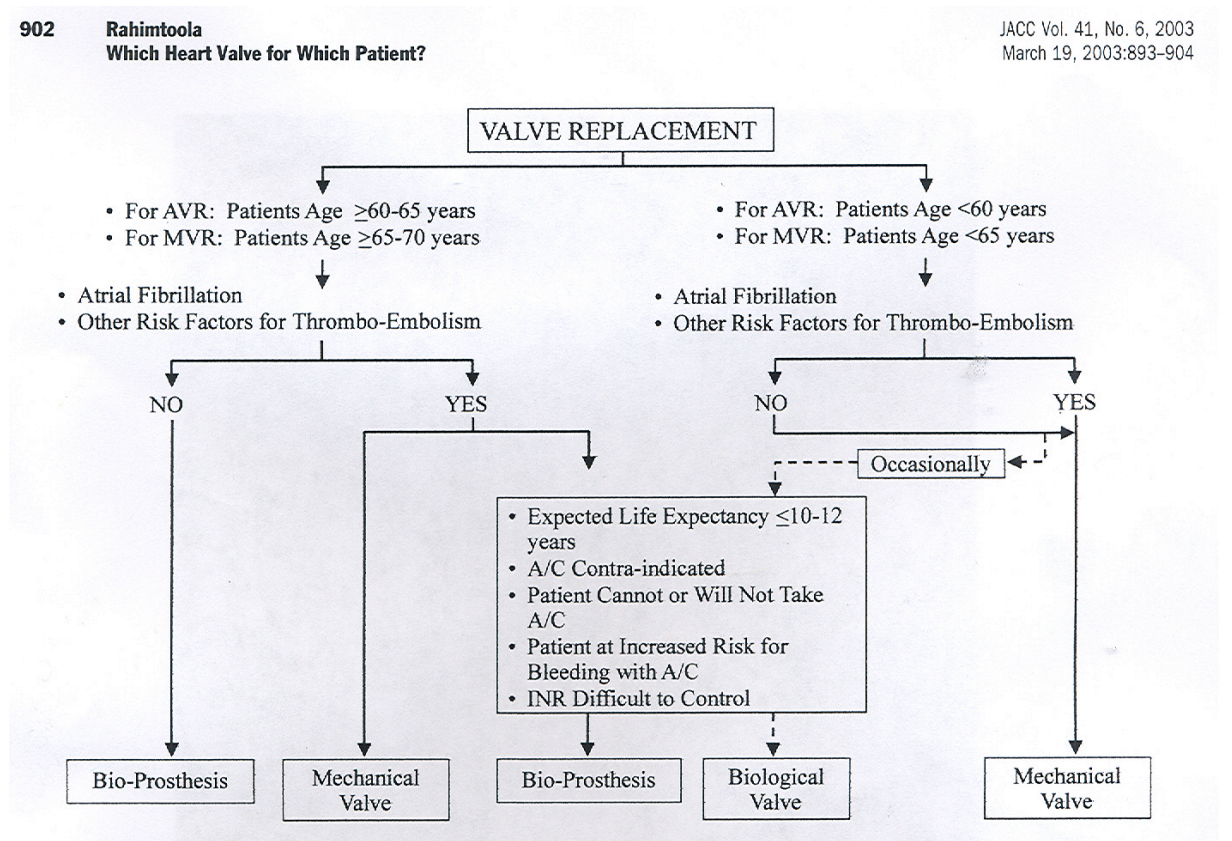 902
Rahimtoola
Which Heart Valve for Which Patient?
JACC Vol. 41, No. 6, 2003
March 19, 2003:893–904
VALVE REPLACEMENT
• For AVR: Patients Age ≥60-65 years
• For MVR: Patients Age ≥65-70 years
• For AVR: Patients Age <60 years
• For MVR: Patients Age <65 years
• Atrial Fibrillation
• Other Risk Factors for Thrombo-Embolism
• Atrial Fibrillation
• Other Risk Factors for Thrombo-Embolism
NO
YES
NO
YES
Occasionally
• Expected Life Expectancy ≤10-12
years
• A/C Contra-indicated
• Patient Cannot or Will Not Take
A/C
• Patient at Increased Risk for
Bleeding with A/C
• INR Difficult to Control
Bio-Prosthesis
Mechanical
Valve
Bio-Prosthesis
Biological
Valve
Mechanical
Valve